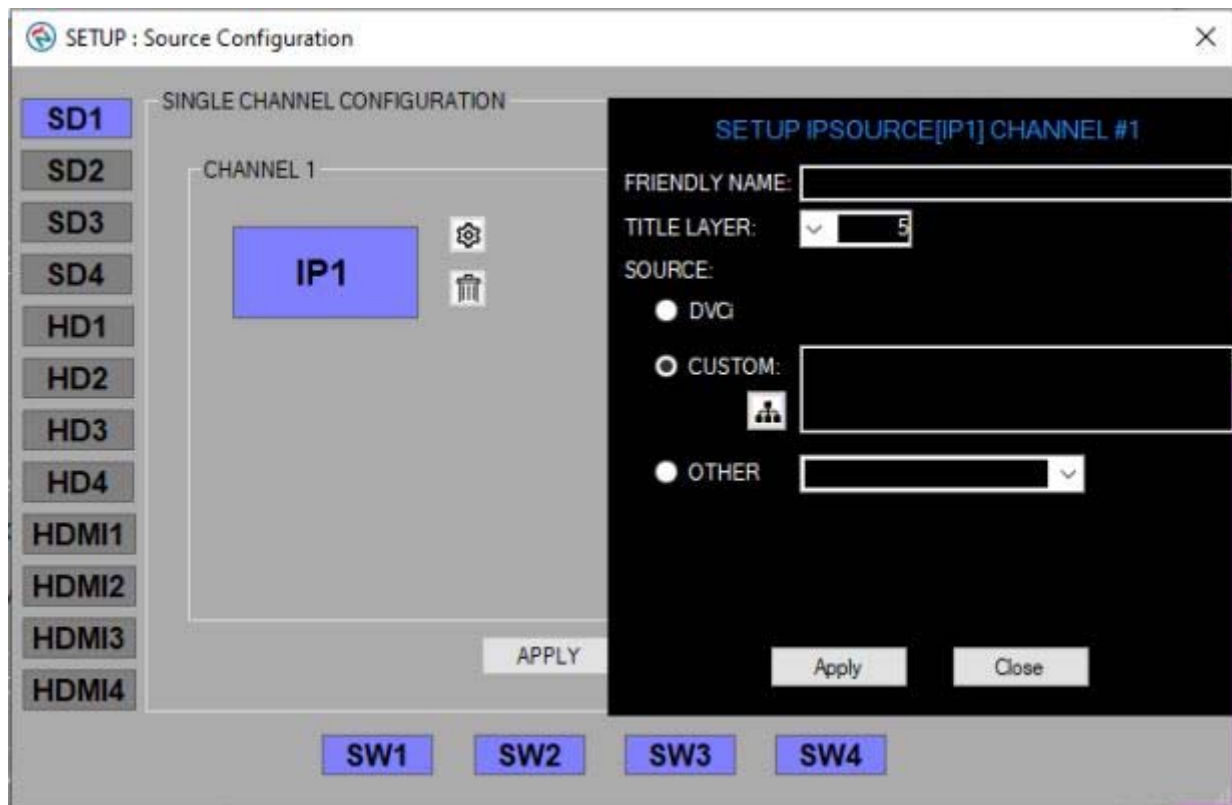 SETUP : Source Configuration
SD1
SD2
SD3
SD4
HD1
HD2
HD3
HD4
HDMI1
HDMI2
HDMI3
HDMI4
SINGLE CHANNEL CONFIGURATION
CHANNEL 1
IP1
APPLY
SETUP IPSOURCE[IP1] CHANNEL #1
FRIENDLY NAME:
TITLE LAYER: 5
SOURCE:
DVCi
CUSTOM:
OTHER
Apply Close
SW1 SW2 SW3 SW4